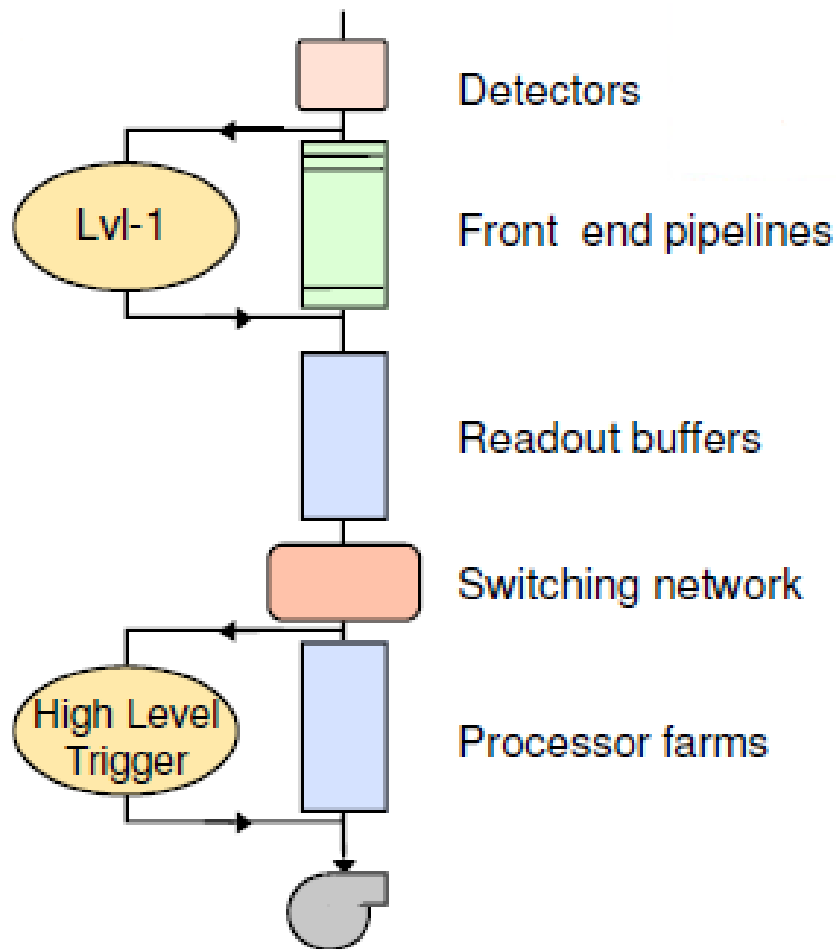 Detectors
Lvl-1
Front end pipelines
Readout buffers
Switching network
High Level
Trigger
Processor farms